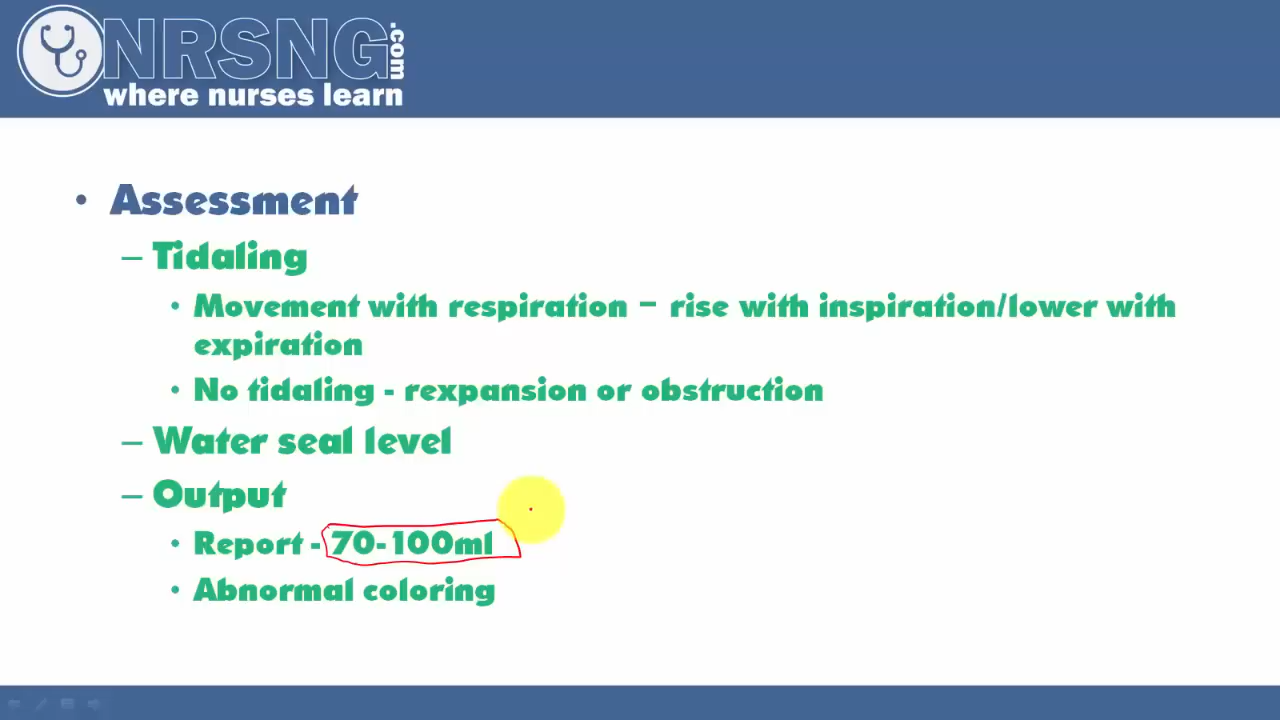 NRSNG.com
where nurses learn
• Assessment
– Tidaling
• Movement with respiration – rise with inspiration/lower with
expiration
• No tidaling - rexpansion or obstruction
– Water seal level
– Output
• Report - 70-100ml
• Abnormal coloring